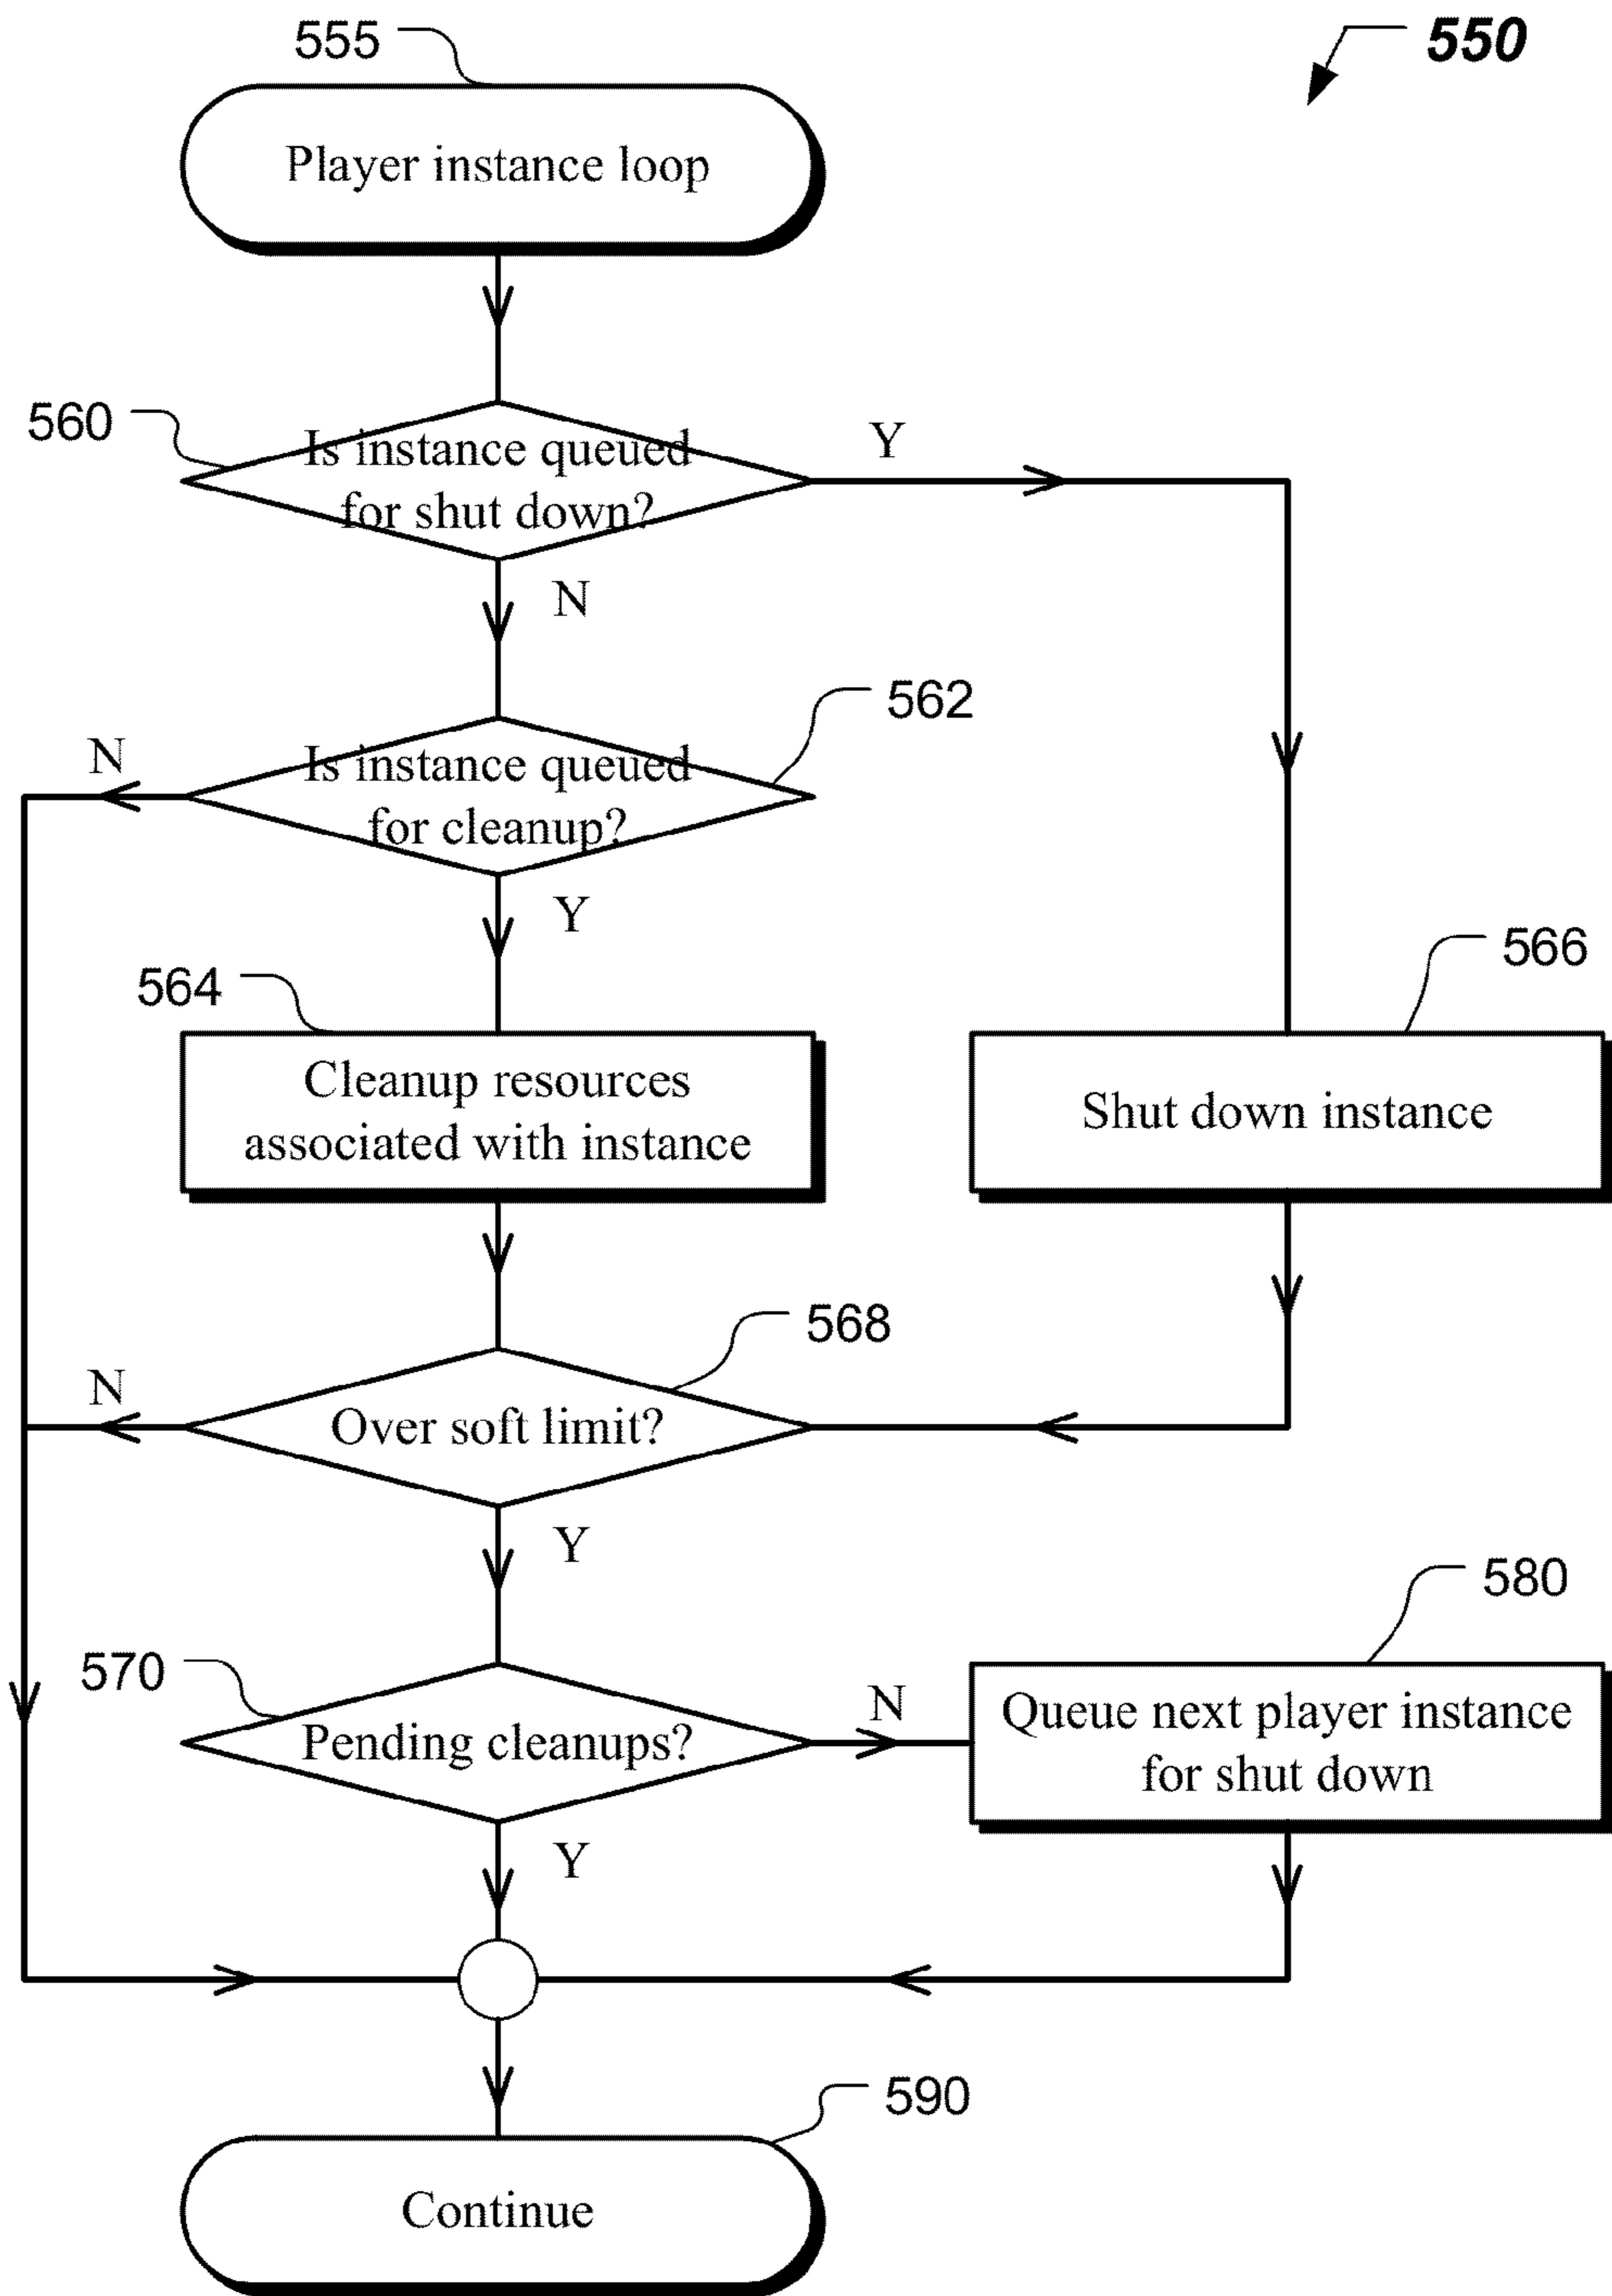 555
550
Player instance loop
560
Is instance queued
for shut down?
Y
N
562
N
Is instance queued
for cleanup?
Y
564
Cleanup resources
associated with instance
566
Shut down instance
568
N
Over soft limit?
Y
570
Pending cleanups?
N
580
Queue next player instance
for shut down
Y
590
Continue